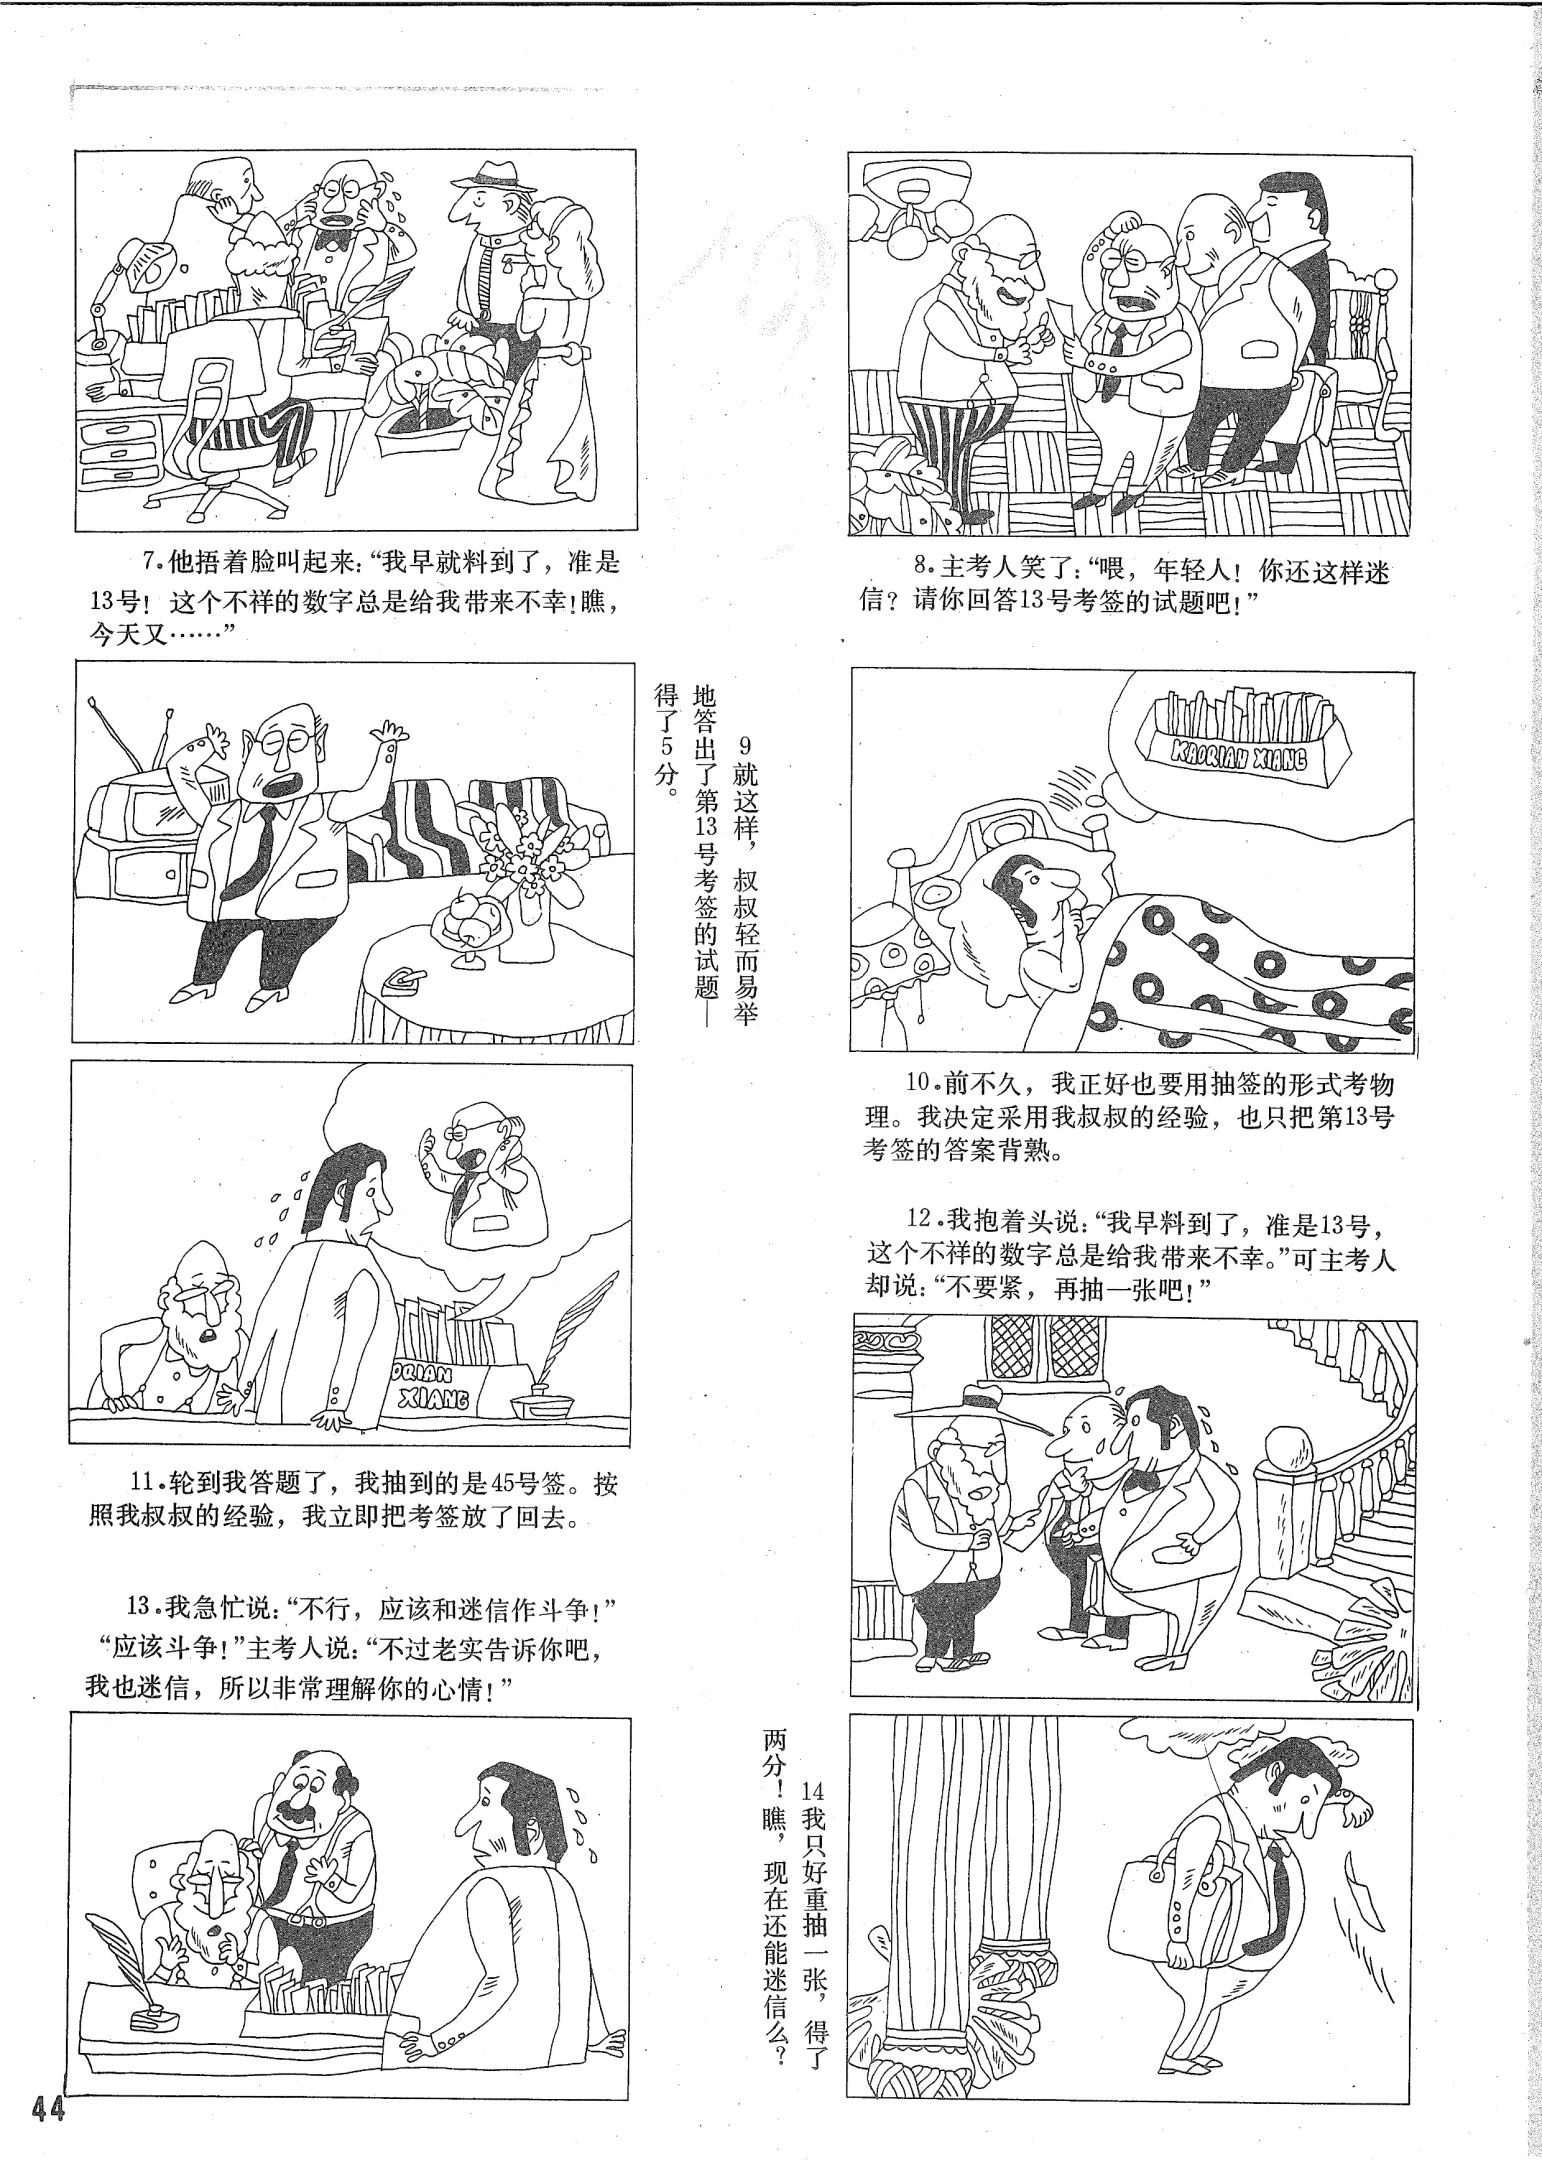 7.他捂着脸叫起来:“我早就料到了，准是
13号！这个不祥的数字总是给我带来不幸！瞧，
今天又……”
8.主考人笑了:“喂，年轻人！你还这样迷
信？请你回答13号考签的试题吧！”
9就这样，叔叔轻而易举
地答出了第13号考签的试题—
得了5分。
KAOQIAN XIANG
10.前不久，我正好也要用抽签的形式考物
理。我决定采用我叔叔的经验，也只把第13号
考签的答案背熟。
AOQIAN
XIANG
11.轮到我答题了，我抽到的是45号签。按
照我叔叔的经验，我立即把考签放了回去。
12.我抱着头说:“我早料到了，准是13号，
这个不祥的数字总是给我带来不幸。”可主考人
却说:“不要紧，再抽一张吧！”
13.我急忙说:“不行，应该和迷信作斗争！”
“应该斗争！”主考人说:“不过老实告诉你吧，
我也迷信，所以非常理解你的心情！”
14我只好重抽一张，得了
两分！瞧，现在还能迷信么？
44